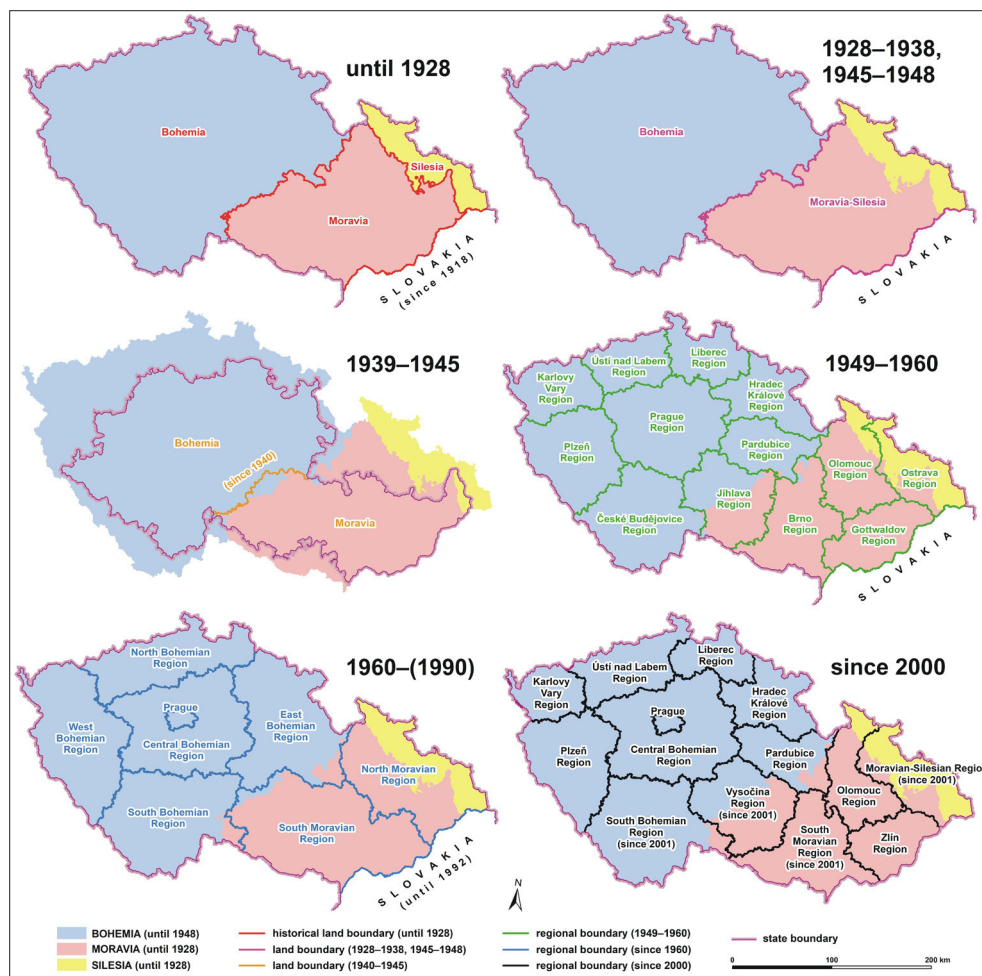 until 1928
Bohemia
Silesia
Moravia
SLOVAKIA
(since 1918)
1928–1938,
1945–1948
Bohemia
Moravia-Silesia
SLOVAKIA
1939–1945
Bohemia
(since 1940)
Moravia
1949–1960
Karlovy
Vary
Region
Ústí nad Labem
Region
Liberec
Region
Hradec
Králové
Region
Prague
Region
Plzeň
Region
Pardubice
Region
Olomouc
Region
Ostrava
Region
Jihlava
Region
České Budějovice
Region
Brno
Region
Gottwaldov
Region
SLOVAKIA
1960–(1990)
North Bohemian
Region
Prague
West
Bohemian
Region
East
Bohemian
Region
Central Bohemian
Region
North Moravian
Region
South Bohemian
Region
South Moravian
Region
SLOVAKIA
(until 1992)
since 2000
Liberec
Region
Ústí nad Labem
Region
Karlovy
Vary
Region
Hradec
Králové
Region
Prague
Plzeň
Region
Central Bohemian
Region
Pardubice
Region
Moravian-Silesian Region
(since 2001)
Vysočina
Region
(since 2001)
Olomouc
Region
South Bohemian
Region
(since 2001)
South
Moravian
Region
(since 2001)
Zlín
Region
N
BOHEMIA (until 1948)
MORAVIA (until 1928)
SILESIA (until 1928)
historical land boundary (until 1928)
land boundary (1928–1938, 1945–1948)
land boundary (1940–1945)
regional boundary (1949–1960)
regional boundary (since 1960)
regional boundary (since 2000)
state boundary
0 100 200 km